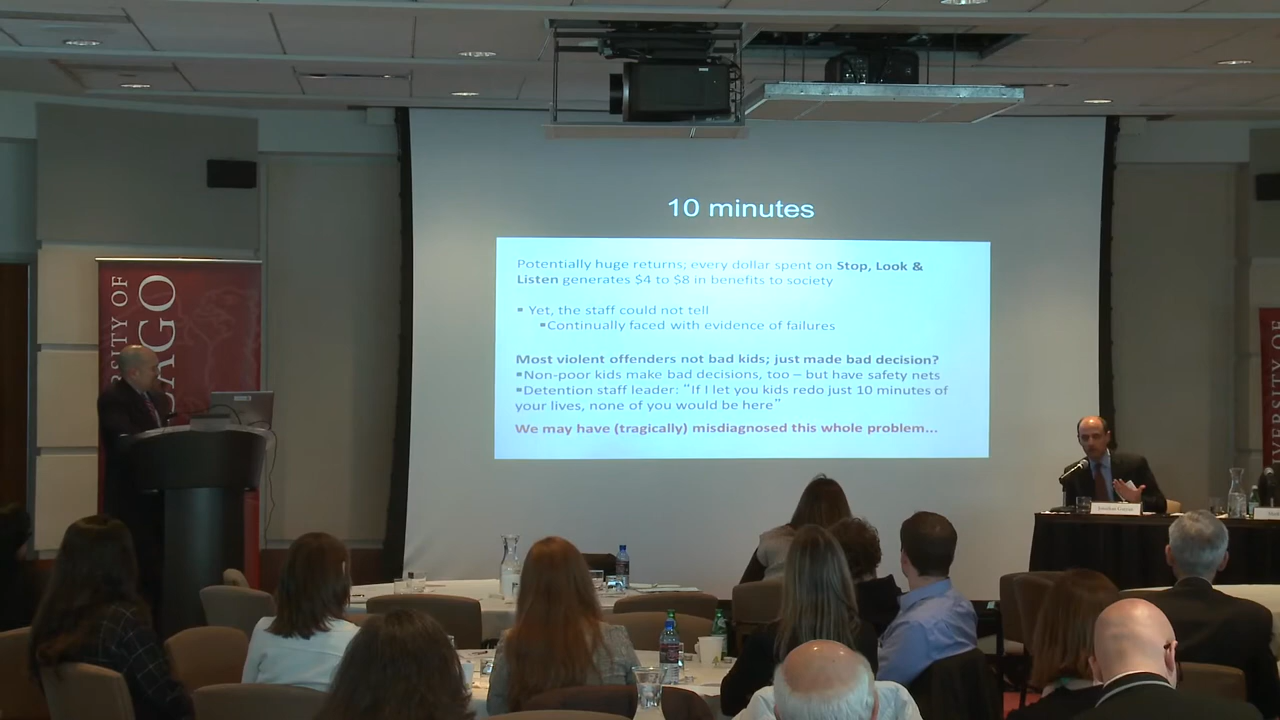 10 minutes
Potentially huge returns; every dollar spent on Stop, Look &
Listen generates $4 to $8 in benefits to society
▪ Yet, the staff could not tell
▪Continually faced with evidence of failures
Most violent offenders not bad kids; just made bad decision?
▪Non-poor kids make bad decisions, too – but have safety nets
▪Detention staff leader: “If I let you kids redo just 10 minutes of
your lives, none of you would be here”
We may have (tragically) misdiagnosed this whole problem...
RSITY OF
CAGO
VERSITY OF